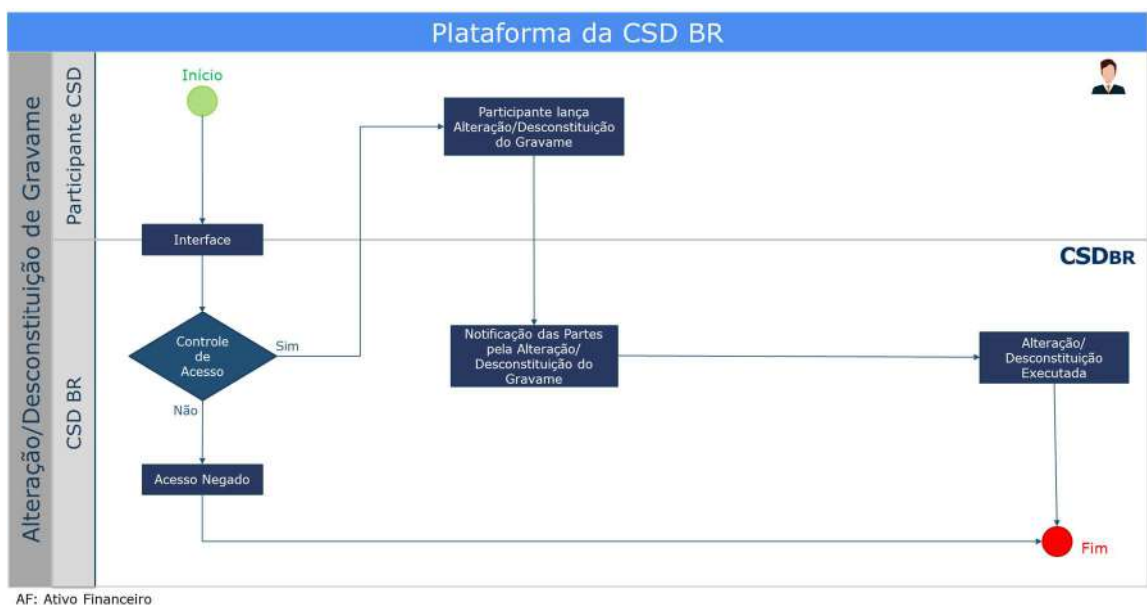 Plataforma da CSD BR
Alteração/Desconstituição de Gravame
Participante CSD
Início
Participante lança
Alteração/Desconstituição
do Gravame
Interface
CSD BR
CSDBR
Controle
de
Acesso
Sim
Não
Notificação das Partes
pela Alteração/
Desconstituição do
Gravame
Alteração/
Desconstituição
Executada
Acesso Negado
Fim
AF: Ativo Financeiro